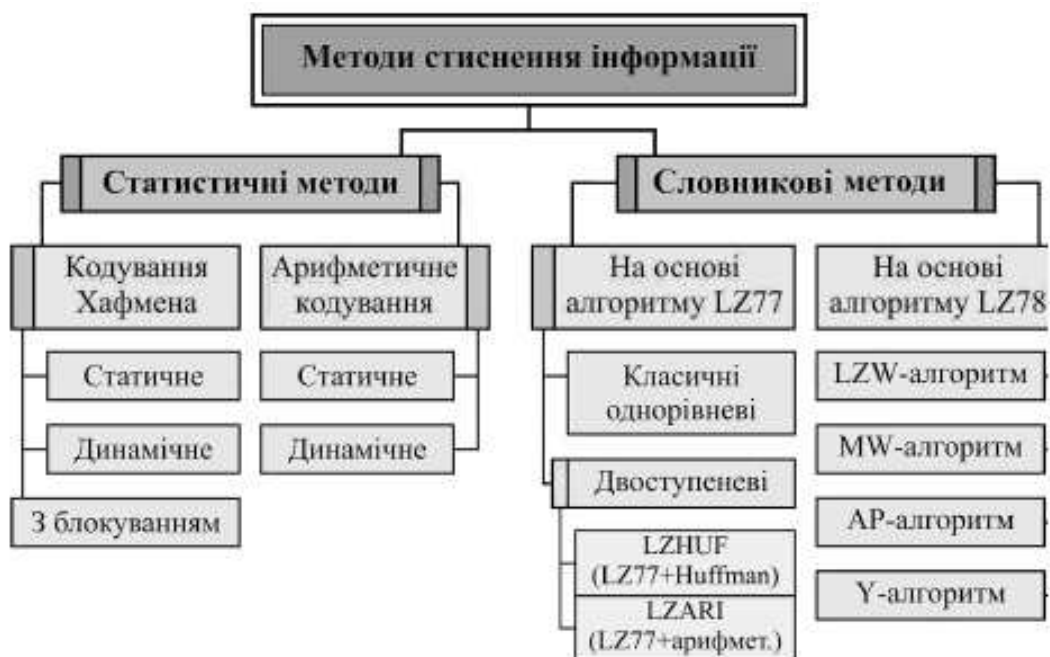 Методи стиснення інформації
Статистичні методи
Словникові методи
Кодування
Хафмена
Арифметичне
кодування
На основі
алгоритму LZ77
На основі
алгоритму LZ78
Статичне
Статичне
Класичні
однорівневі
LZW-алгоритм
Динамічне
Динамічне
MW-алгоритм
Двоступеневі
З блокуванням
AP-алгоритм
LZHUF
(LZ77+Huffman)
Y-алгоритм
LZARI
(LZ77+арифмет.)